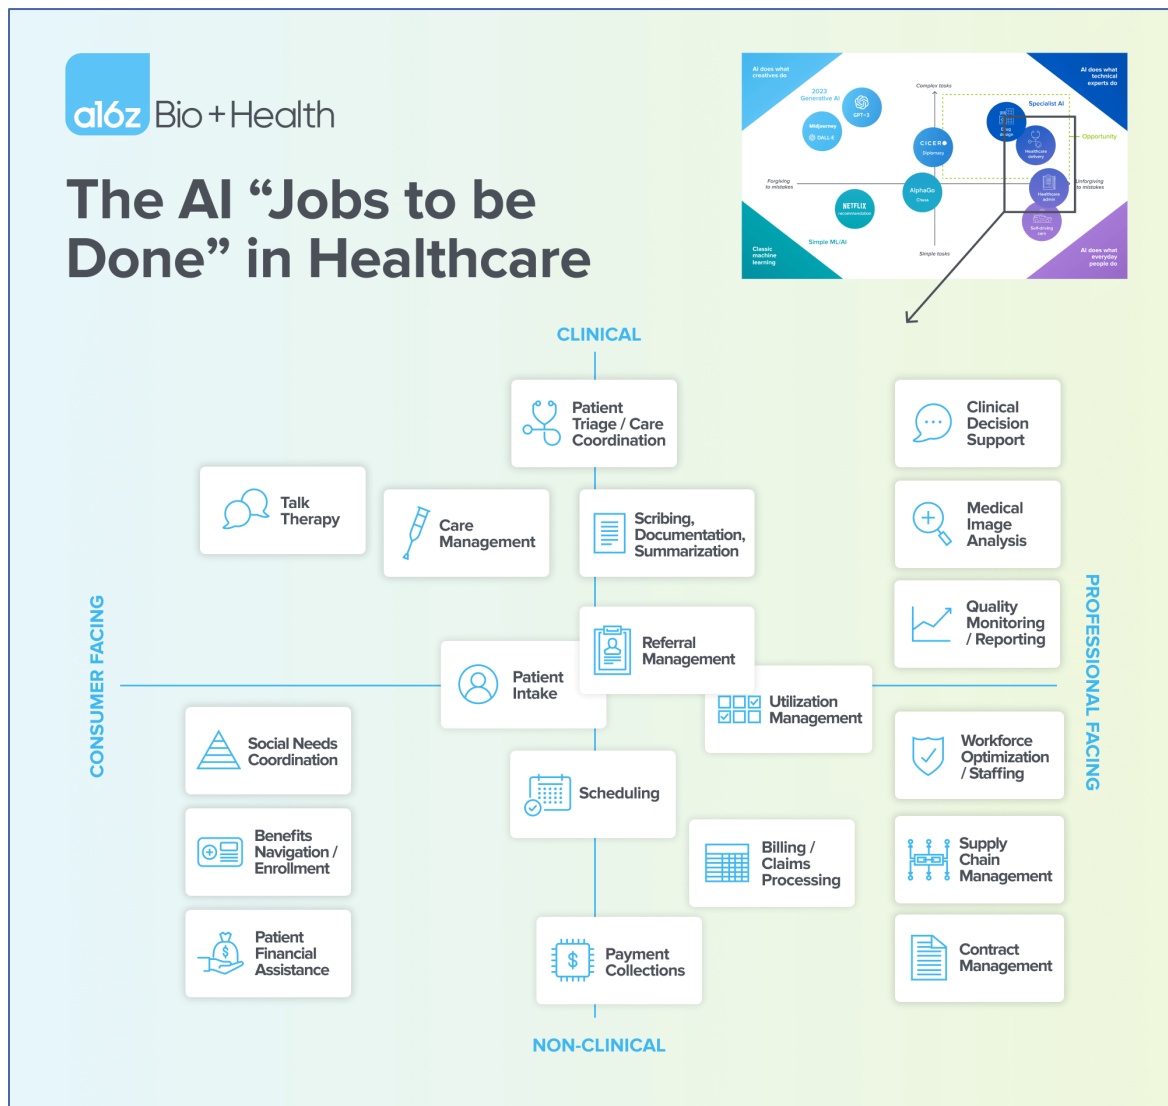 a16z Bio + Health
The AI “Jobs to be
Done” in Healthcare
AI does what
creatives do
AI does what
technical
experts do
2023
Generative AI
Complex tasks
Specialist AI
GPT-3
Midjourney
DALL-E
CICERO
Diplomacy
Drug
design
Healthcare
delivery
Opportunity
Forgiving
to mistakes
Unforgiving
to mistakes
AlphaGo
Chess
Healthcare
admin
NETFLIX
recommendation
Self-driving
cars
Simple ML/AI
Classic
machine
learning
Simple tasks
AI does what
everyday
people do
CLINICAL
Patient
Triage / Care
Coordination
Clinical
Decision
Support
Talk
Therapy
Care
Management
Scribing,
Documentation,
Summarization
Medical
Image
Analysis
CONSUMER FACING
PROFESSIONAL FACING
Quality
Monitoring
/ Reporting
Referral
Management
Patient
Intake
Utilization
Management
Social Needs
Coordination
Workforce
Optimization
/ Staffing
Scheduling
Benefits
Navigation /
Enrollment
Billing /
Claims
Processing
Supply
Chain
Management
Patient
Financial
Assistance
$
Payment
Collections
$
Contract
Management
NON-CLINICAL